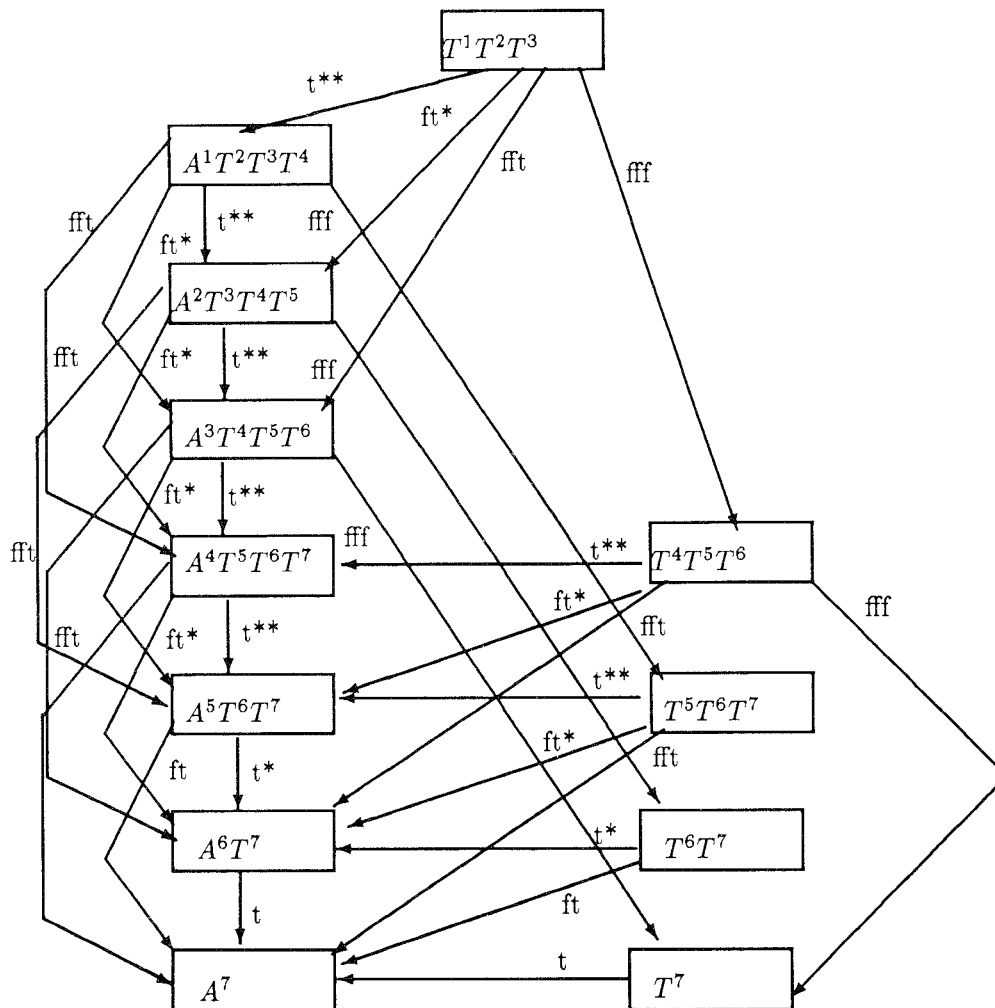 T¹T²T³
t**
ft*
A¹T²T³T⁴
fft
fff
fft
t**
fff
ft*
A²T³T⁴T⁵
fft
ft*
t**
fff
A³T⁴T⁵T⁶
ft*
t**
fff
fft
A⁴T⁵T⁶T⁷
t**
T⁴T⁵T⁶
ft*
fff
fft
ft*
t**
fft
t**
A⁵T⁶T⁷
T⁵T⁶T⁷
ft*
fft
ft
t*
A⁶T⁷
t*
T⁶T⁷
ft
t
t
A⁷
T⁷